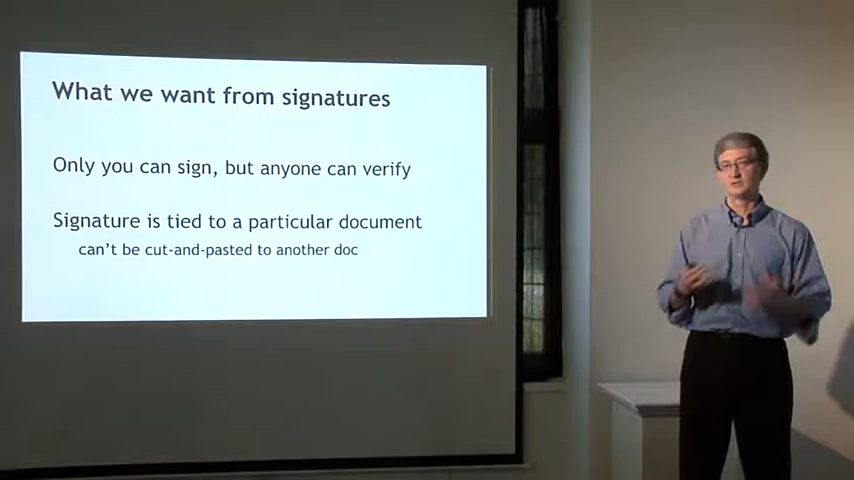 What we want from signatures
Only you can sign, but anyone can verify
Signature is tied to a particular document
can't be cut-and-pasted to another doc